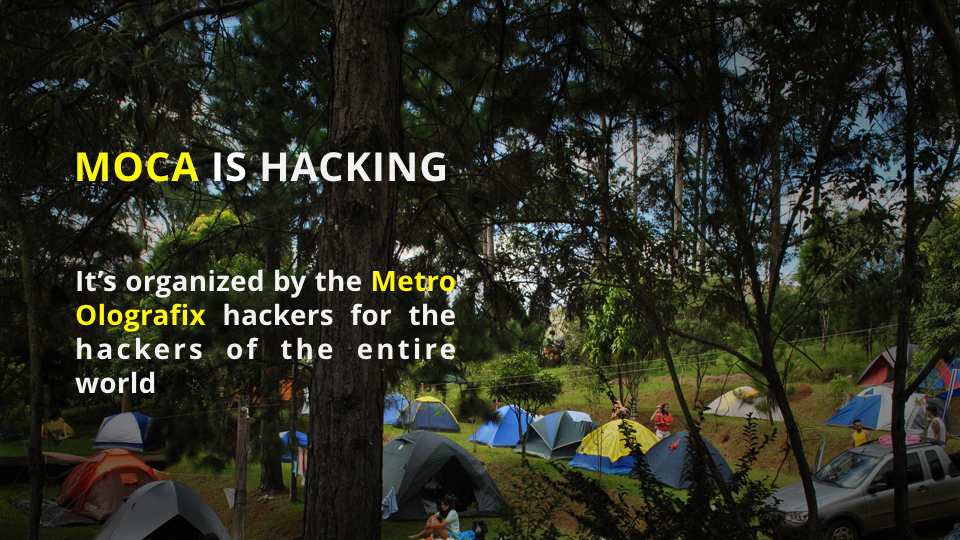 MOCA IS HACKING
It’s organized by the Metro
Olografix hackers for the
hackers of the entire
world